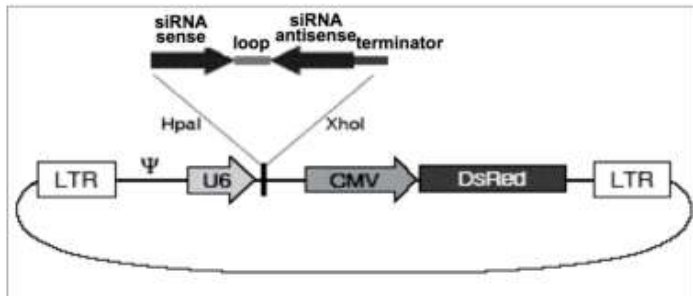 siRNA sense loop siRNA antisense terminator
HpaI XhoI
LTR Ψ U6 CMV DsRed LTR